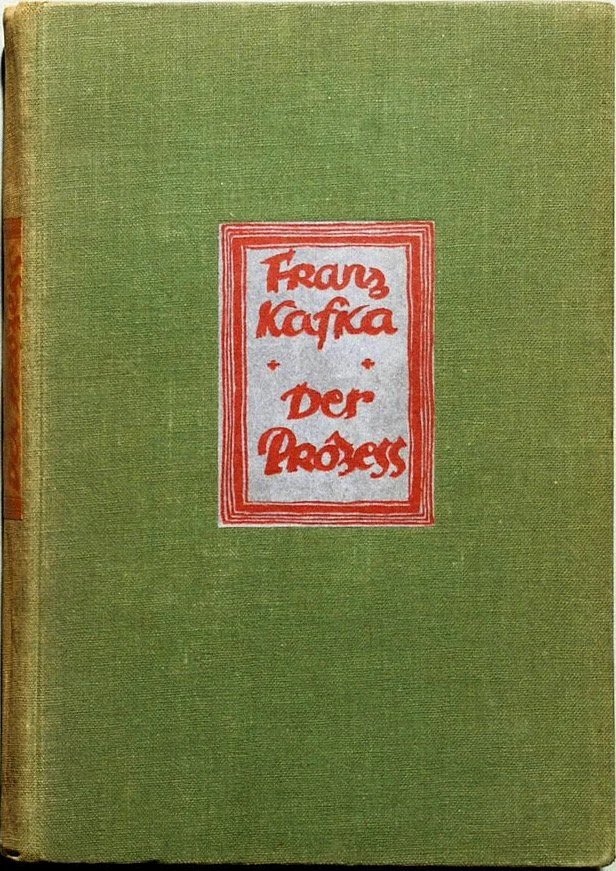 Franz
Kafka
Der
Prozess